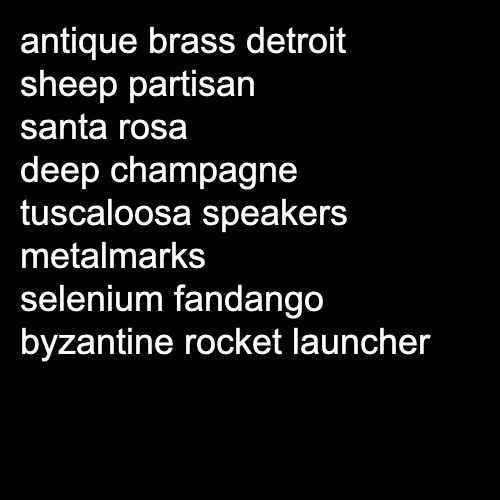 antique brass detroit
sheep partisan
santa rosa
deep champagne
tuscaloosa speakers
metalmarks
selenium fandango
byzantine rocket launcher